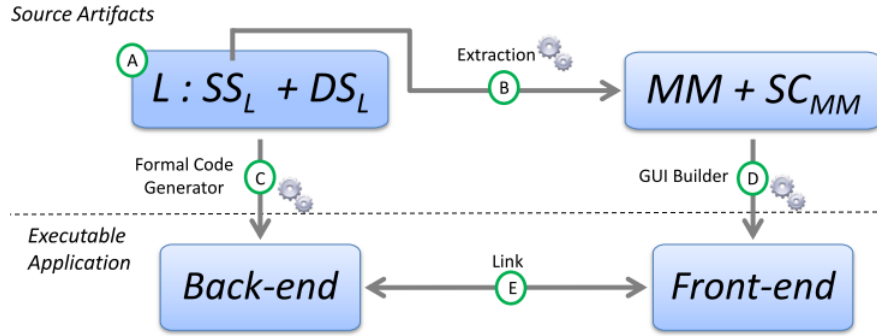 Source Artifacts
A
L : SS_L + DS_L
Extraction
B
MM + SC_MM
Formal Code
Generator
C
GUI Builder
D
Executable
Application
Back-end
Link
E
Front-end